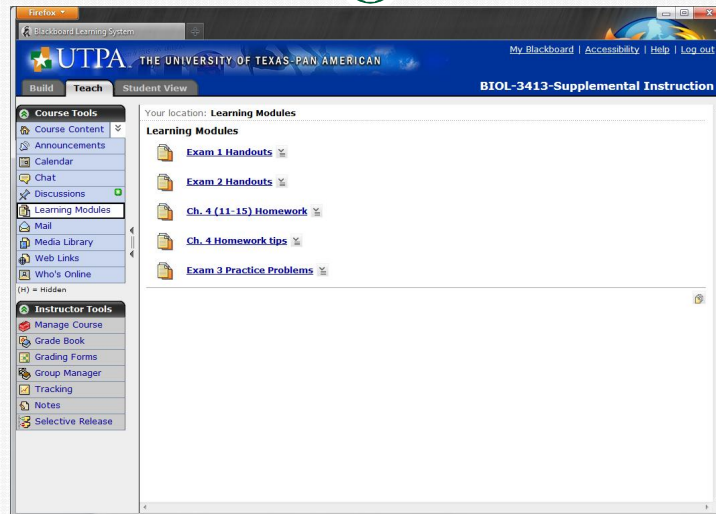 Firefox
Blackboard Learning System
UTPA THE UNIVERSITY OF TEXAS-PAN AMERICAN
My Blackboard | Accessibility | Help | Log out
Build Teach Student View
BIOL-3413-Supplemental Instruction
Course Tools
Course Content
Announcements
Calendar
Chat
Discussions
Learning Modules
Mail
Media Library
Web Links
Who's Online
(H) = Hidden
Instructor Tools
Manage Course
Grade Book
Grading Forms
Group Manager
Tracking
Notes
Selective Release
Your location: Learning Modules
Learning Modules
Exam 1 Handouts
Exam 2 Handouts
Ch. 4 (11-15) Homework
Ch. 4 Homework tips
Exam 3 Practice Problems